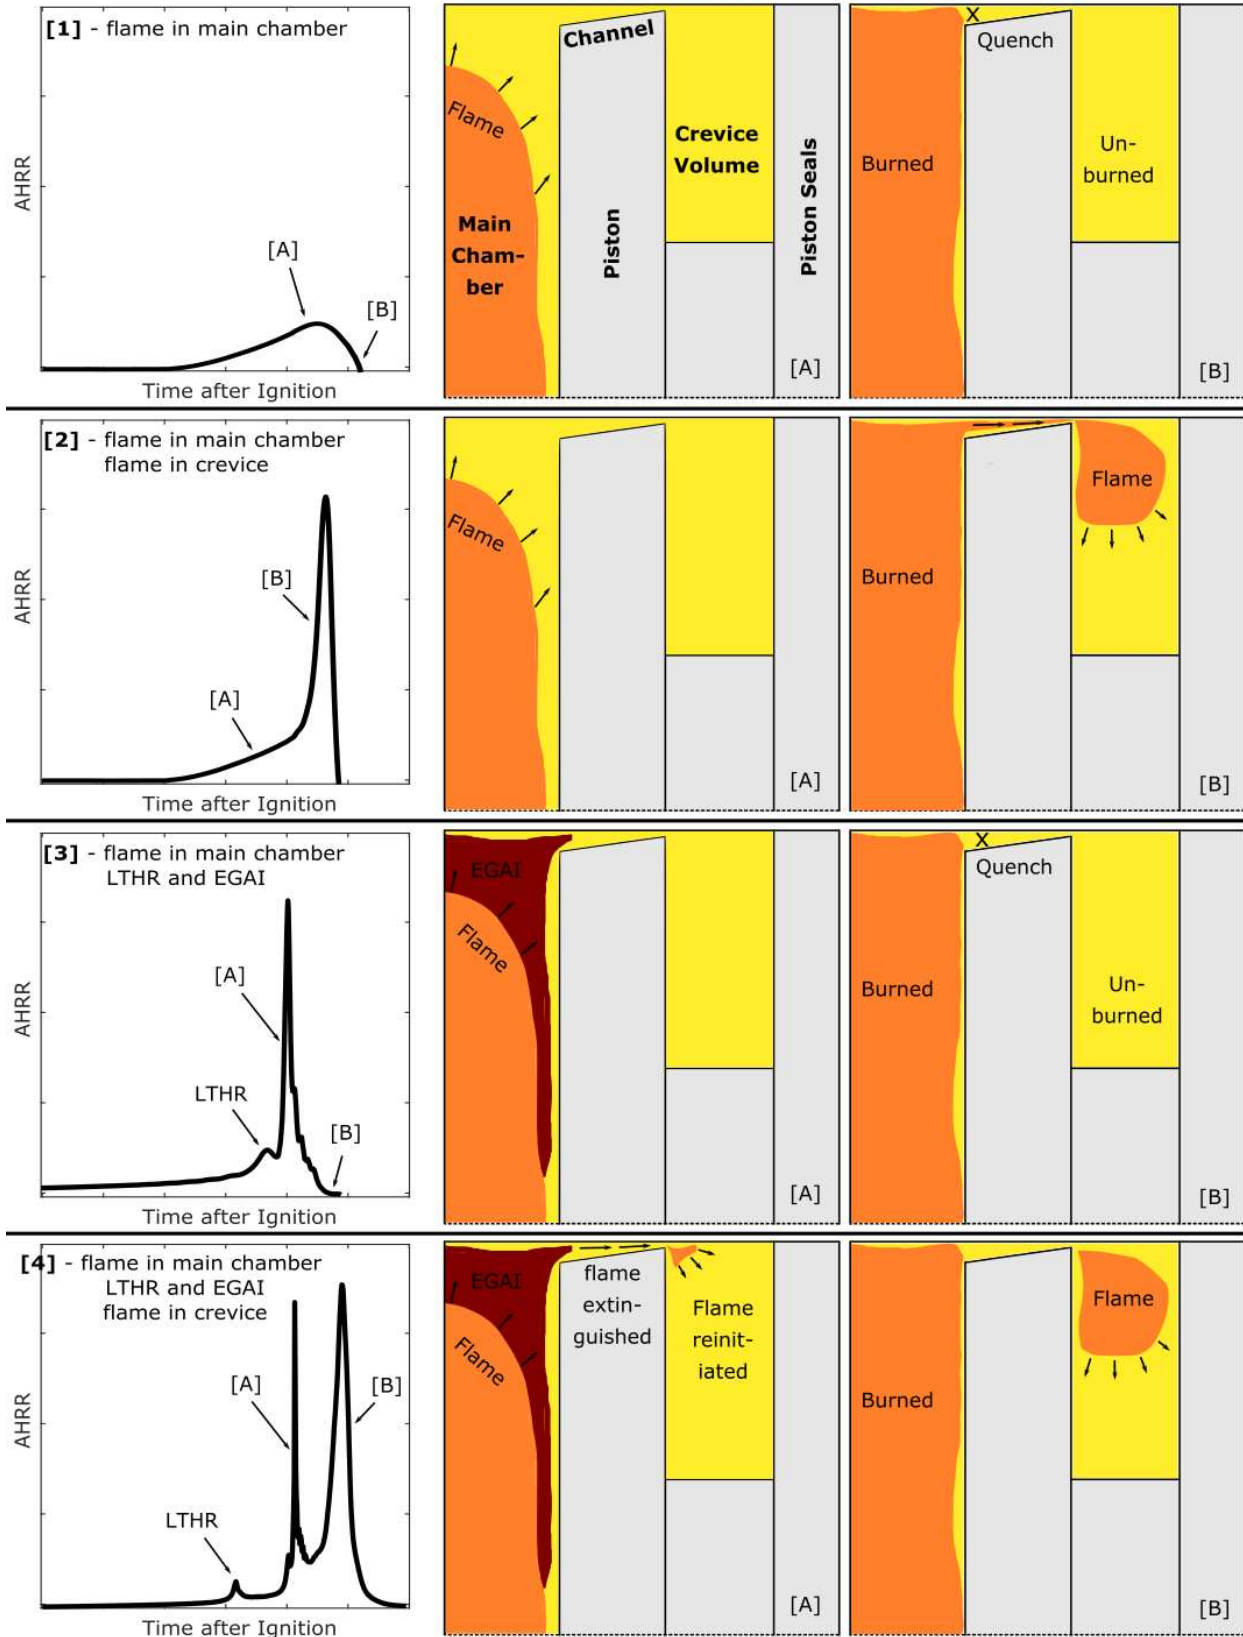 [1] - flame in main chamber
AHRR
[A]
[B]
Time after Ignition
Channel
Flame
Crevice
Volume
Main
Cham-
ber
Piston
Piston Seals
[A]
X
Quench
Burned
Un-
burned
[B]
[2] - flame in main chamber
flame in crevice
AHRR
[B]
[A]
Time after Ignition
Flame
[A]
Flame
Burned
[B]
[3] - flame in main chamber
LTHR and EGAI
AHRR
[A]
LTHR
[B]
Time after Ignition
EGAI
Flame
[A]
X
Quench
Burned
Un-
burned
[B]
[4] - flame in main chamber
LTHR and EGAI
flame in crevice
AHRR
[A]
[B]
LTHR
Time after Ignition
EGAI
Flame
flame
extin-
guished
Flame
reinit-
iated
[A]
Flame
Burned
[B]